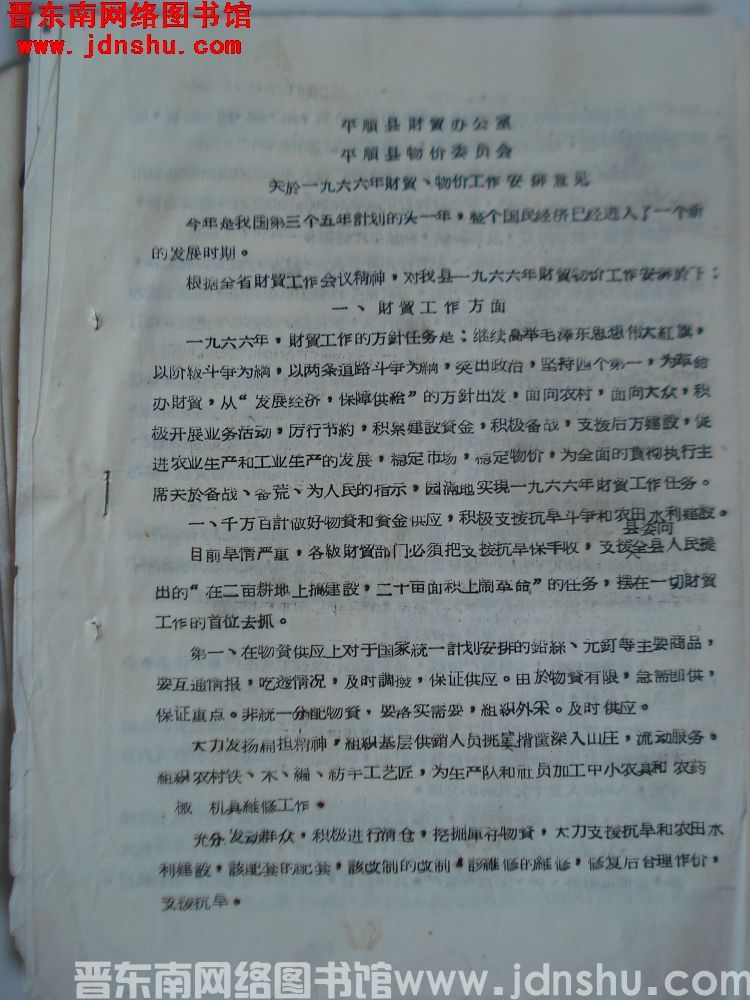 晋东南网络图书馆
www.jdnshu.com
平順县財貿办公室
平順县物价委员会
关於一九六六年財貿、物价工作安排意见
今年是我国第三个五年計划的头一年，整个国民经济已经进入了一个新
的发展时期。
根据全省財貿工作会议精神，对我县一九六六年財貿物价工作安排於下：
一、財貿工作方面
一九六六年，財貿工作的方針任务是：继续高举毛澤东思想伟大紅旗，
以阶級斗争为綱，以两条道路斗争为綱，突出政治，坚持四个第一，为革命
办財貿，从“发展经济，保障供給”的方針出发，面向农村，面向大众，积
极开展业务活动，厉行节約，积累建設資金，积极备战，支援后方建設，促
进农业生产和工业生产的发展，稳定市场，稳定物价，为全面的貫彻执行主
席关於备战、备荒、为人民的指示，园滿地实現一九六六年財貿工作任务。
一、千万百計做好物資和資金供应，积极支援抗旱斗争和农田水利建設。
县委向
目前旱情严重，各級財貿部门必須把支援抗旱保丰收，支援全县人民提
出的“在二亩耕地上搞建設，二十亩面积上闹革命”的任务，摆在一切財貿
工作的首位去抓。
第一、在物資供应上对于国家統一計划安排的鉛絲、元釘等主要商品，
要互通情报，吃透情况，及时調撥，保证供应。由於物資有限，急需即供，
保证重点。非統一分配物資，要落实需要，組织外采。及时供应。
大力发扬扁担精神，組织基层供銷人员挑担揹筐深入山庄，流动服务。
組织农村铁、木、編、紡手工艺匠，为生产队和社员加工中小农具和 农药
械 机具維修工作。
充分发动群众，积极进行清仓，挖掘庫存物資，大力支援抗旱和农田水
利建設，該配套的配套，該改制的改制，該維修的維修，修复后合理作价，
支援抗旱。
晋东南网络图书馆www.jdnshu.com